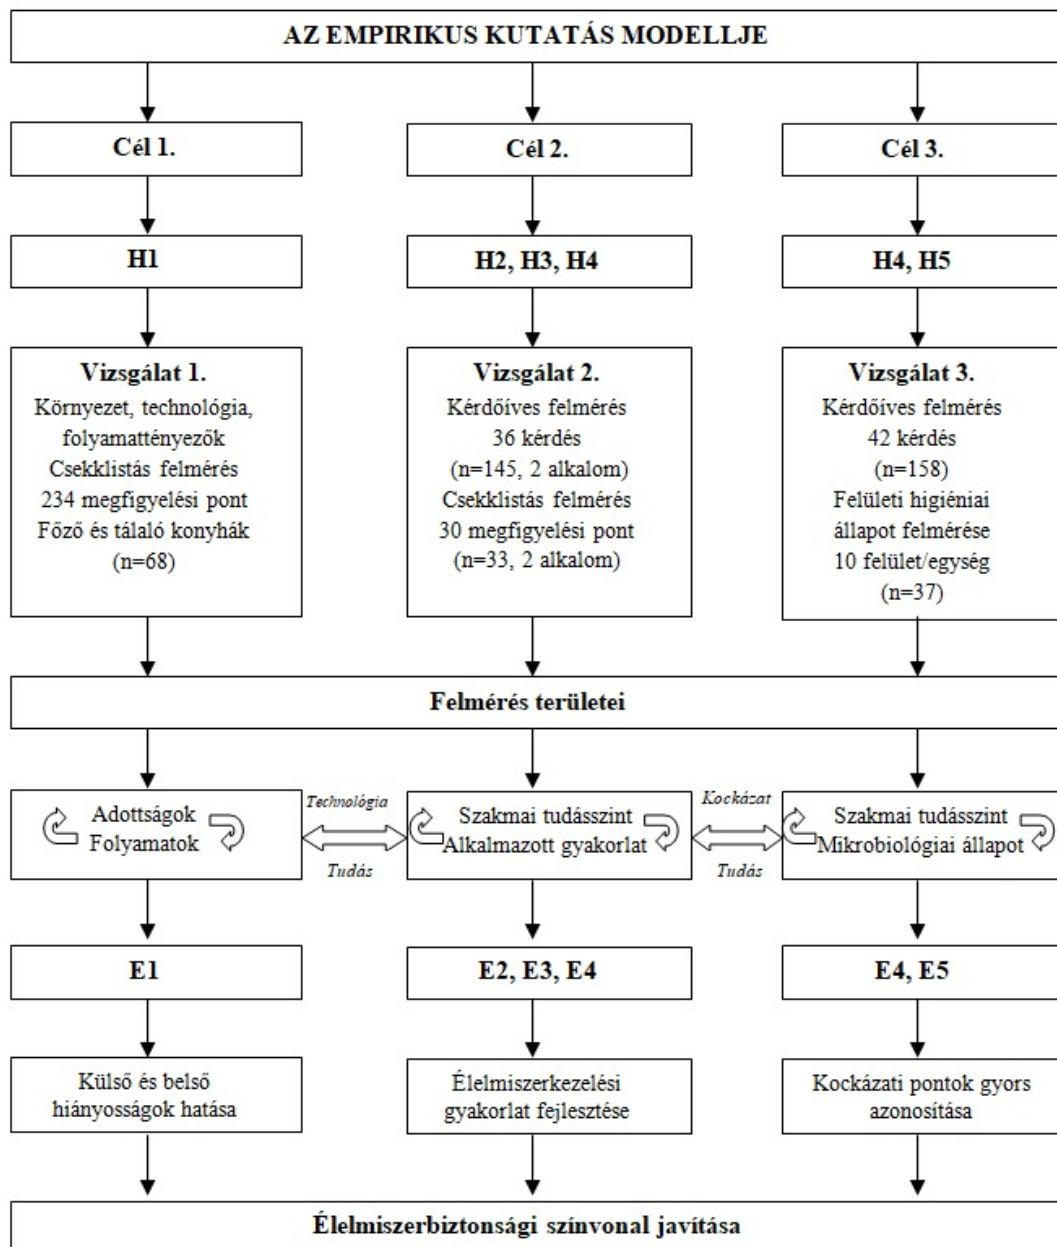 AZ EMPIRIKUS KUTATÁS MODELLJE
Cél 1.
Cél 2.
Cél 3.
H1
H2, H3, H4
H4, H5
Vizsgálat 1.
Környezet, technológia,
folyamattényezők
Csekklistás felmérés
234 megfigyelési pont
Főző és tálaló konyhák
(n=68)
Vizsgálat 2.
Kérdőíves felmérés
36 kérdés
(n=145, 2 alkalom)
Csekklistás felmérés
30 megfigyelési pont
(n=33, 2 alkalom)
Vizsgálat 3.
Kérdőíves felmérés
42 kérdés
(n=158)
Felületi higiéniai
állapot felmérése
10 felület/egység
(n=37)
Felmérés területei
Adottságok
Folyamatok
Technológia
Tudás
Szakmai tudásszint
Alkalmazott gyakorlat
Kockázat
Tudás
Szakmai tudásszint
Mikrobiológiai állapot
E1
E2, E3, E4
E4, E5
Külső és belső
hiányosságok hatása
Élelmiszerkezelési
gyakorlat fejlesztése
Kockázati pontok gyors
azonosítása
Élelmiszerbiztonsági színvonal javítása